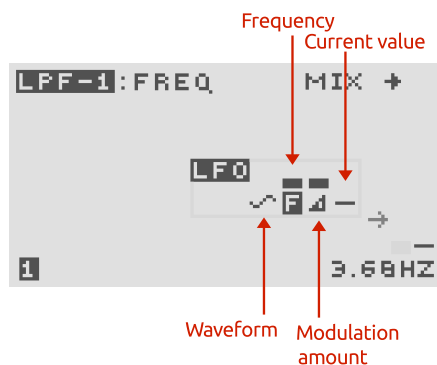 Frequency
Current value
LPF-1:FREQ MIX →
LFO
F
1 3.68HZ
Waveform
Modulation
amount